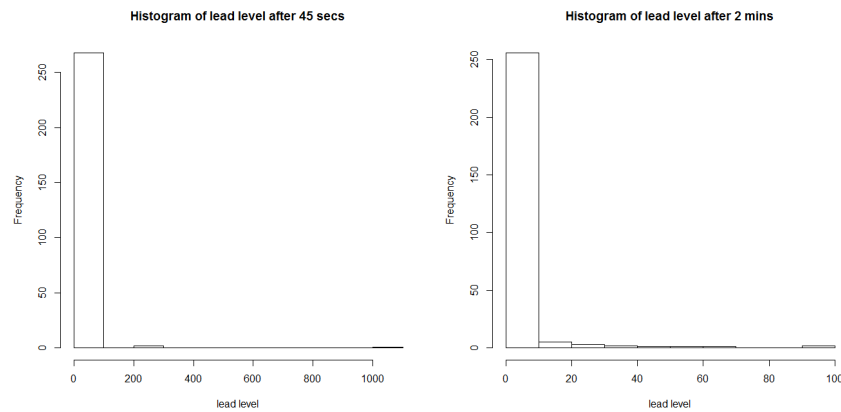 Histogram of lead level after 45 secs
Frequency
250
200
150
100
50
0
0 200 400 600 800 1000
lead level
Histogram of lead level after 2 mins
Frequency
250
200
150
100
50
0
0 20 40 60 80 100
lead level